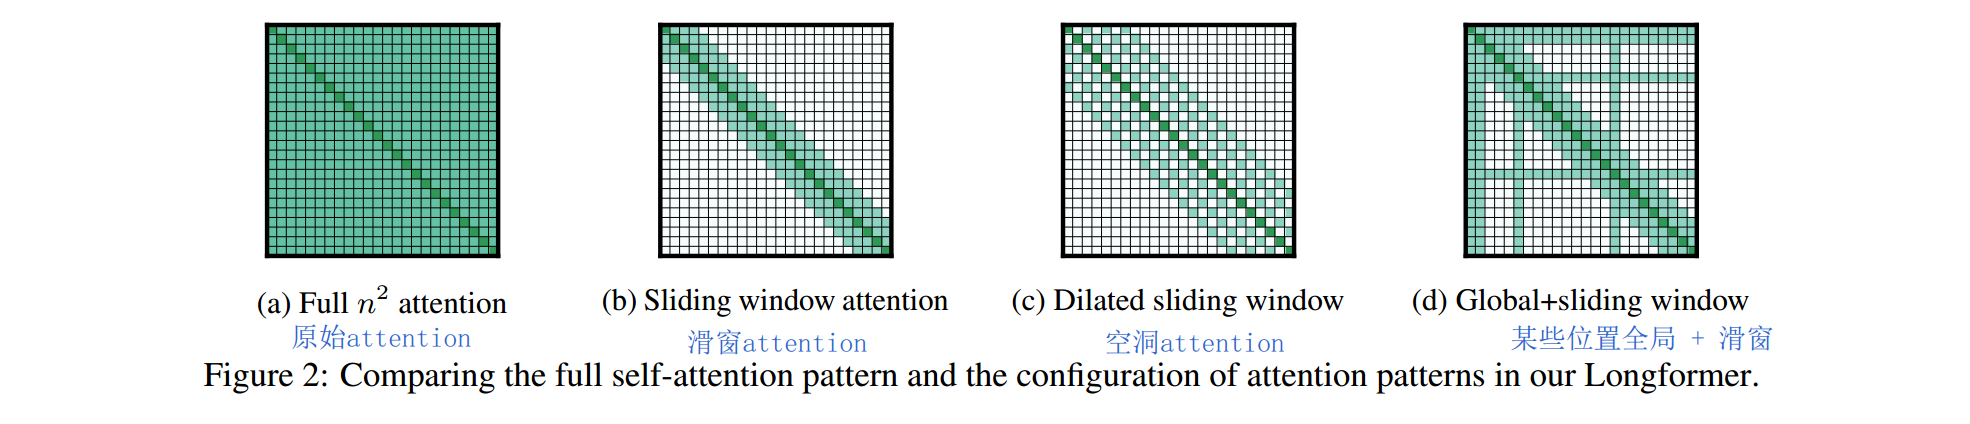 (a) Full n² attention
(b) Sliding window attention
(c) Dilated sliding window
(d) Global+sliding window
原始attention
滑窗attention
空洞attention
某些位置全局 + 滑窗
Figure 2: Comparing the full self-attention pattern and the configuration of attention patterns in our Longformer.